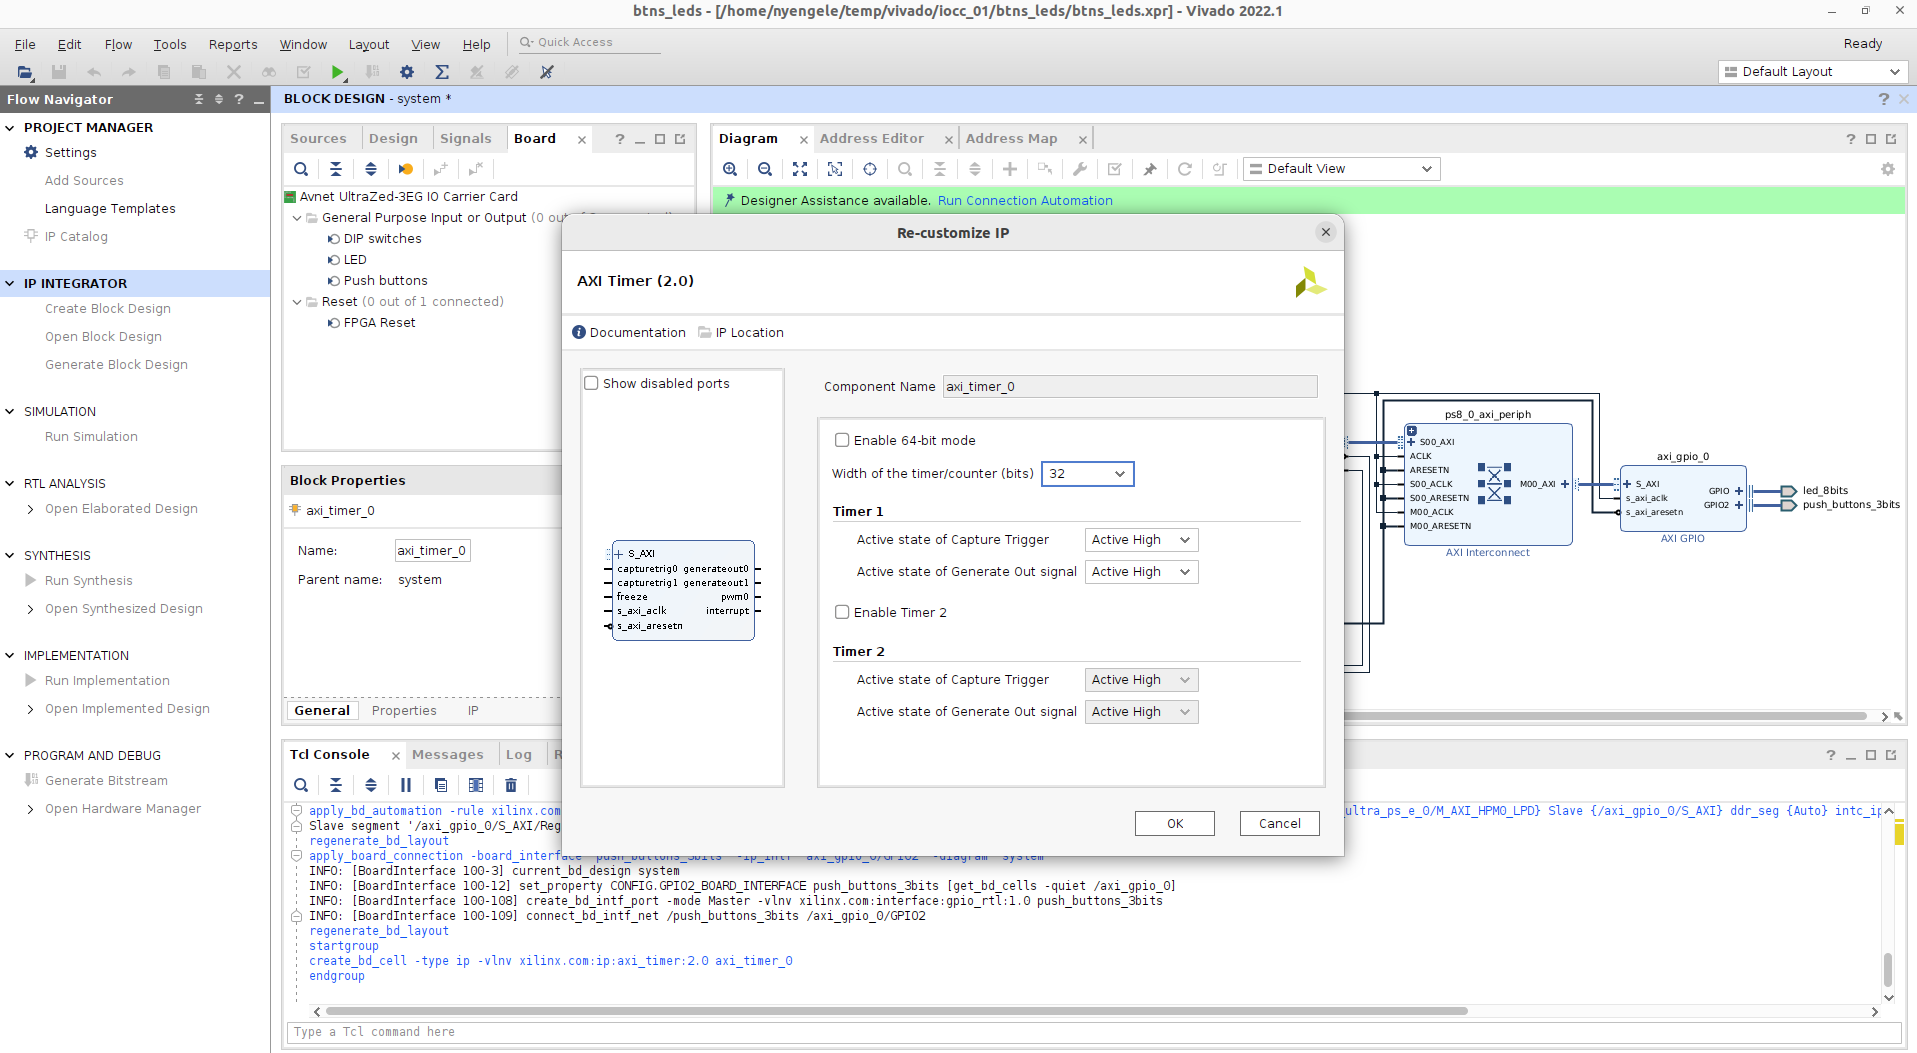 btns_leds - [/home/nyengele/temp/vivado/iocc_01/btns_leds/btns_leds.xpr] - Vivado 2022.1
File Edit Flow Tools Reports Window Layout View Help Quick Access Ready
Default Layout
Flow Navigator
PROJECT MANAGER
Settings
Add Sources
Language Templates
IP Catalog
IP INTEGRATOR
Create Block Design
Open Block Design
Generate Block Design
SIMULATION
Run Simulation
RTL ANALYSIS
Open Elaborated Design
SYNTHESIS
Run Synthesis
Open Synthesized Design
IMPLEMENTATION
Run Implementation
Open Implemented Design
PROGRAM AND DEBUG
Generate Bitstream
Open Hardware Manager
BLOCK DESIGN - system *
Sources Design Signals Board
Avnet UltraZed-3EG IO Carrier Card
General Purpose Input or Output (0 out
DIP switches
LED
Push buttons
Reset (0 out of 1 connected)
FPGA Reset
Block Properties
axi_timer_0
Name: axi_timer_0
Parent name: system
General Properties IP
Diagram Address Editor Address Map
Default View
Designer Assistance available. Run Connection Automation
ps8_0_axi_periph
S00_AXI
ACLK
ARESETN
S00_ACLK
S00_ARESETN
M00_ACLK
M00_ARESETN
M00_AXI
AXI Interconnect
axi_gpio_0
S_AXI
s_axi_aclk
s_axi_aresetn
GPIO
GPIO2
AXI GPIO
led_8bits
push_buttons_3bits
Re-customize IP
AXI Timer (2.0)
Documentation IP Location
Show disabled ports
S_AXI
capturetrig0 generateout0
capturetrig1 generateout1
freeze pwm0
s_axi_aclk interrupt
s_axi_aresetn
Component Name axi_timer_0
Enable 64-bit mode
Width of the timer/counter (bits) 32
Timer 1
Active state of Capture Trigger Active High
Active state of Generate Out signal Active High
Enable Timer 2
Timer 2
Active state of Capture Trigger Active High
Active state of Generate Out signal Active High
OK Cancel
Tcl Console Messages Log
apply_bd_automation -rule xilinx.com ultra_ps_e_0/M_AXI_HPM0_LPD} Slave {/axi_gpio_0/S_AXI} ddr_seg {Auto} intc_ip
Slave segment '/axi_gpio_0/S_AXI/Reg
regenerate_bd_layout
apply_board_connection -board_interface "push_buttons_3bits" -ip_intf "axi_gpio_0/GPIO2" -diagram "system"
INFO: [BoardInterface 100-3] current_bd_design system
INFO: [BoardInterface 100-12] set_property CONFIG.GPIO2_BOARD_INTERFACE push_buttons_3bits [get_bd_cells -quiet /axi_gpio_0]
INFO: [BoardInterface 100-108] create_bd_intf_port -mode Master -vlnv xilinx.com:interface:gpio_rtl:1.0 push_buttons_3bits
INFO: [BoardInterface 100-109] connect_bd_intf_net /push_buttons_3bits /axi_gpio_0/GPIO2
regenerate_bd_layout
startgroup
create_bd_cell -type ip -vlnv xilinx.com:ip:axi_timer:2.0 axi_timer_0
endgroup
Type a Tcl command here